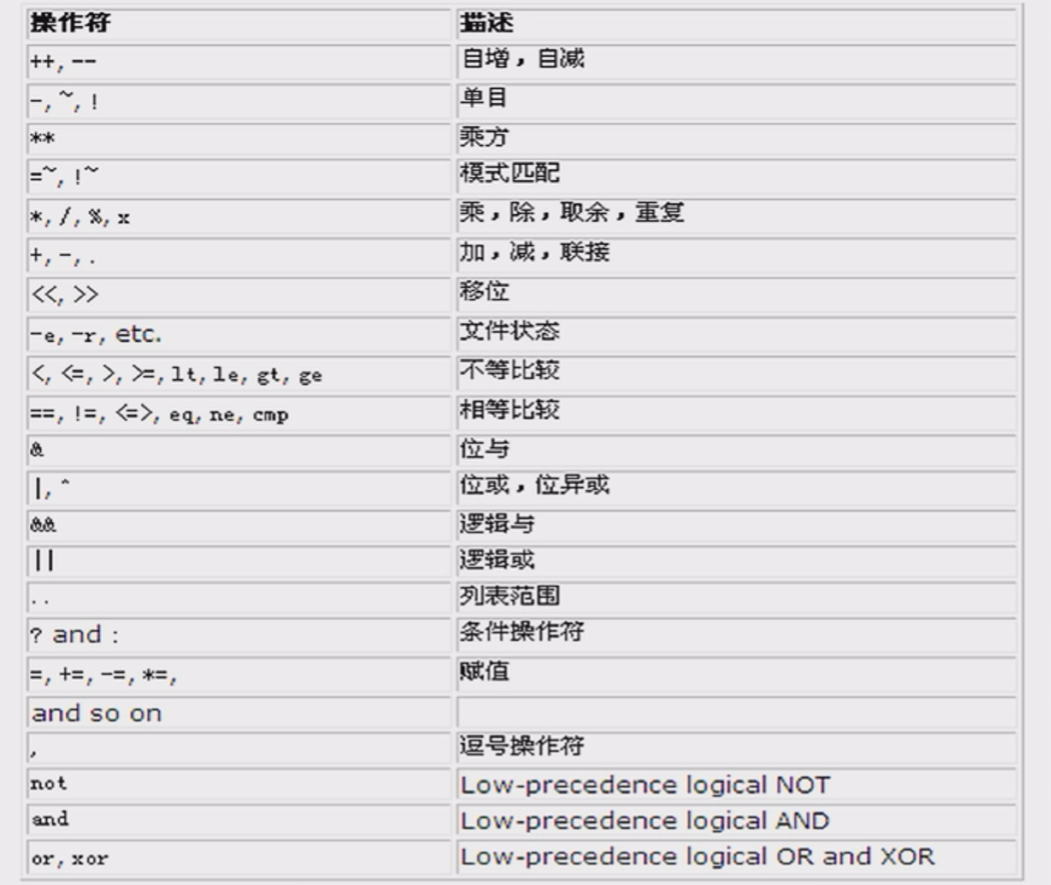 操作符 描述
++, -- 自增，自减
-, ~, ! 单目
** 乘方
=~, !~ 模式匹配
*, /, %, x 乘，除，取余，重复
+, -, . 加，减，联接
<<, >> 移位
-e, -r, etc. 文件状态
<, <=, >, >=, lt, le, gt, ge 不等比较
==, !=, <=>, eq, ne, cmp 相等比较
& 位与
|, ^ 位或，位异或
&& 逻辑与
|| 逻辑或
.. 列表范围
? and : 条件操作符
=, +=, -=, *=, 赋值
and so on
, 逗号操作符
not Low-precedence logical NOT
and Low-precedence logical AND
or, xor Low-precedence logical OR and XOR